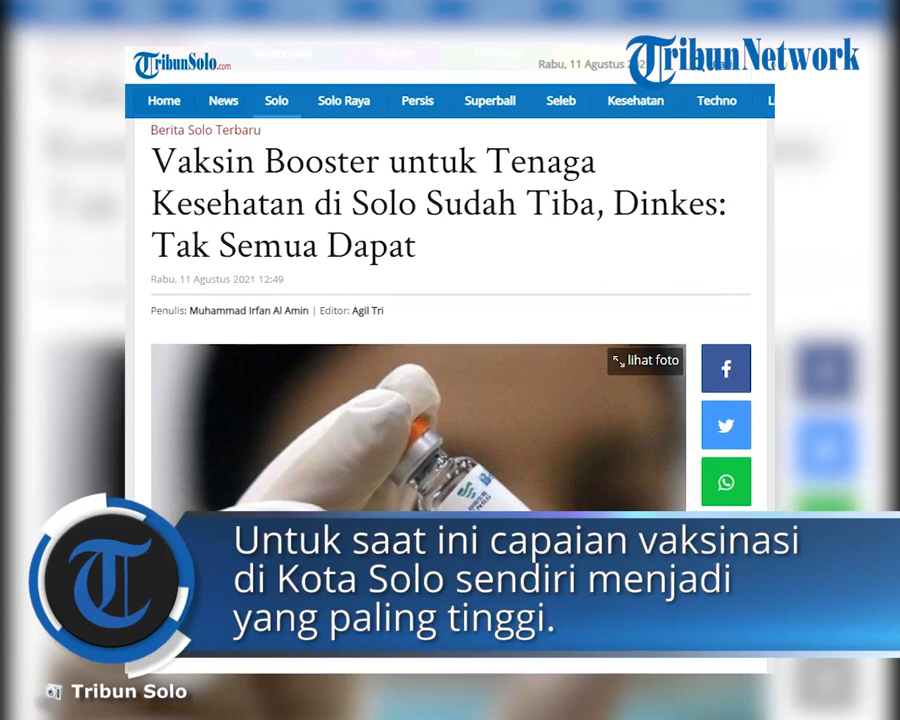 TribunSolo.com
Rabu, 11 Agustus
Tribun Network
Home News Solo Solo Raya Persis Superball Seleb Kesehatan Techno L
Berita Solo Terbaru
Vaksin Booster untuk Tenaga
Kesehatan di Solo Sudah Tiba, Dinkes:
Tak Semua Dapat
Rabu, 11 Agustus 2021 12:49
Penulis: Muhammad Irfan Al Amin | Editor: Agil Tri
lihat foto
Untuk saat ini capaian vaksinasi
di Kota Solo sendiri menjadi
yang paling tinggi.
T
Tribun Solo